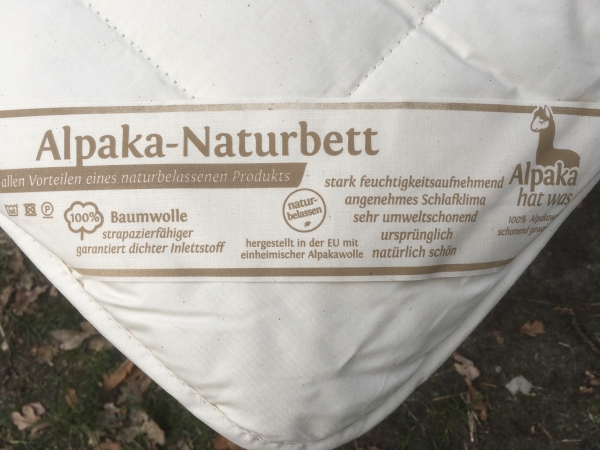 Alpaka-Naturbett
allen Vorteilen eines naturbelassenen Produkts
100%
Baumwolle
strapazierfähiger
garantiert dichter Inlettstoff
natur-
belassen
hergestellt in der EU mit
einheimischer Alpakawolle
stark feuchtigkeitsaufnehmend
angenehmes Schlafklima
sehr umweltschonend
ursprünglich
natürlich schön
Alpaka
hat was
100%
schonend